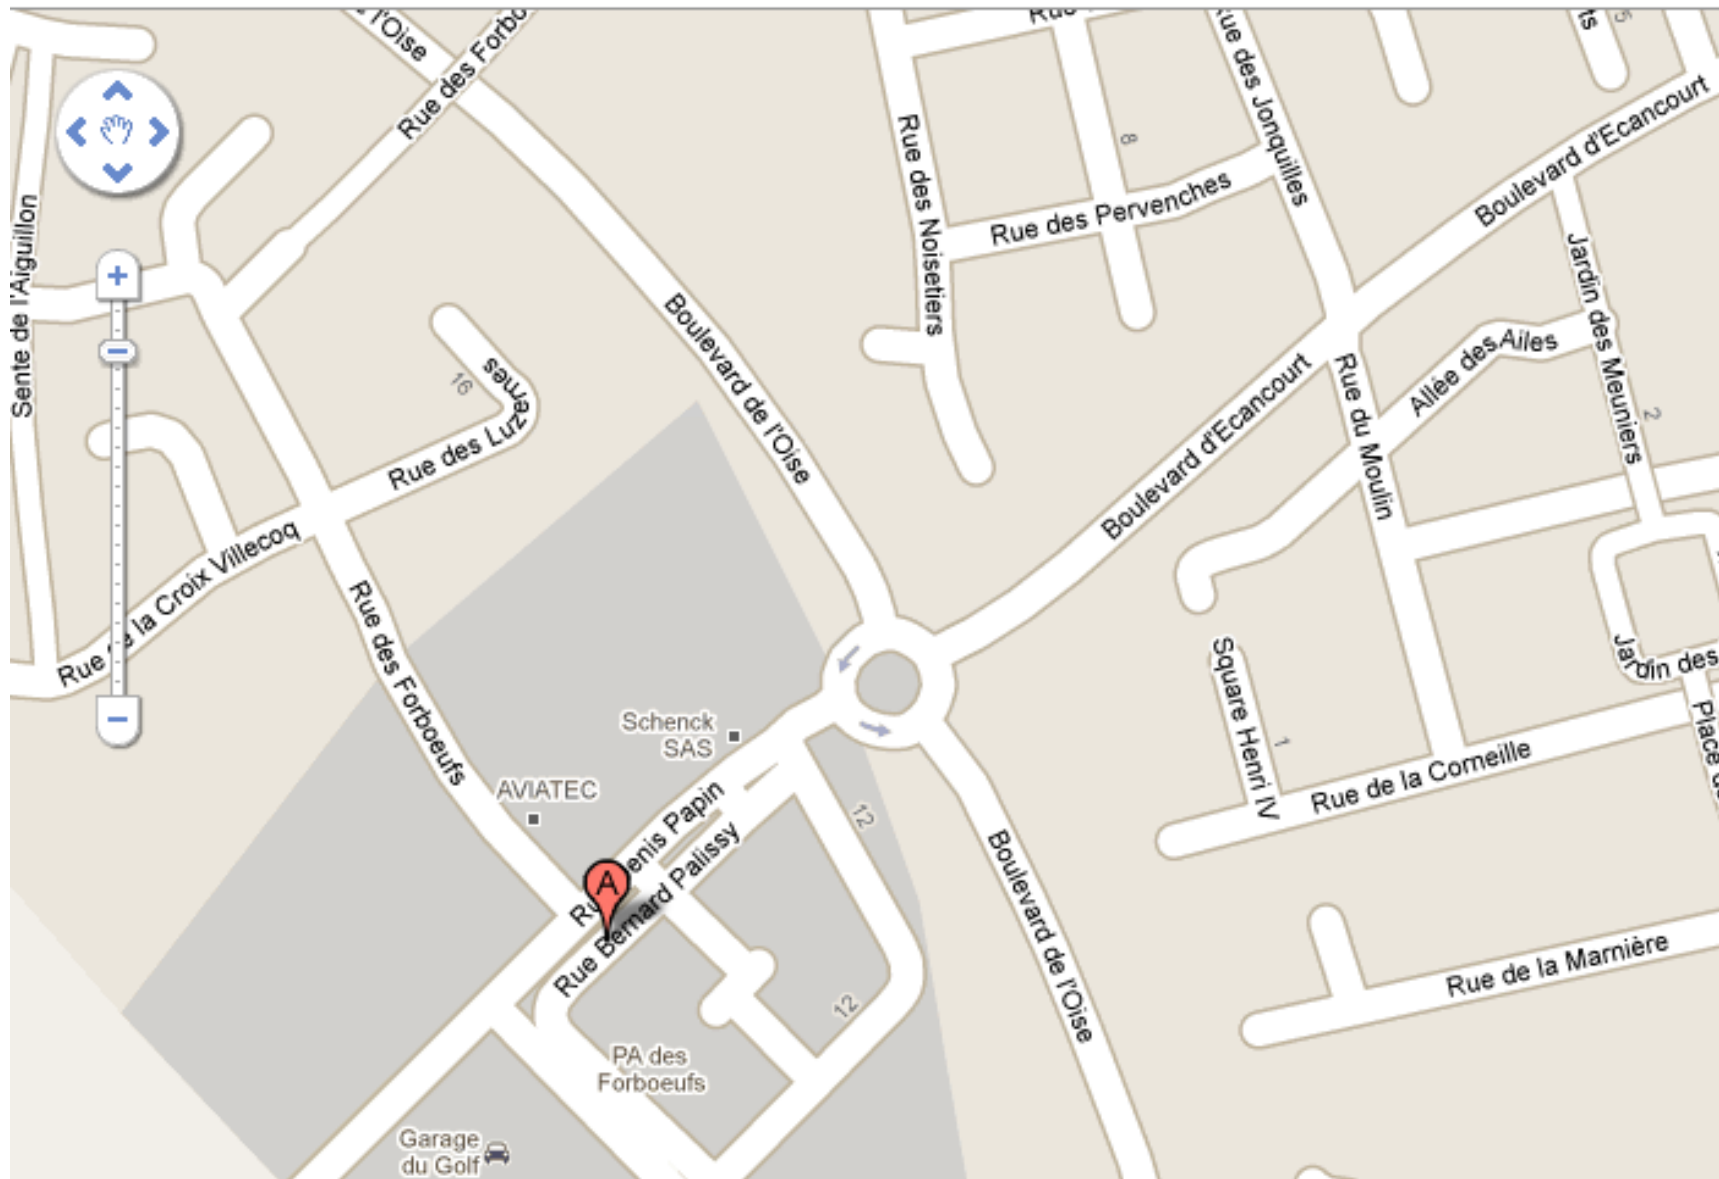 l'Oise
Rue des Forbo
Rue
Rue des Jonquilles
ts
5
Boulevard d'Ecancourt
Rue des Noisetiers
8
Rue des Pervenches
Sente de l'Aiguillon
Jardin des Meuniers
2
Boulevard de l'Oise
16
Rue des Luzernes
Allée des Ailes
Rue du Moulin
Boulevard d'Ecancourt
Rue de la Croix Villecoq
Rue des Forboeufs
Square Henri IV
1
Jardin des
Place
Rue de la Corneille
Schenck
SAS
AVIATEC
Rue Denis Papin
Rue Bernard Palissy
A
12
12
Boulevard de l'Oise
Rue de la Marnière
PA des
Forboeufs
Garage
du Golf